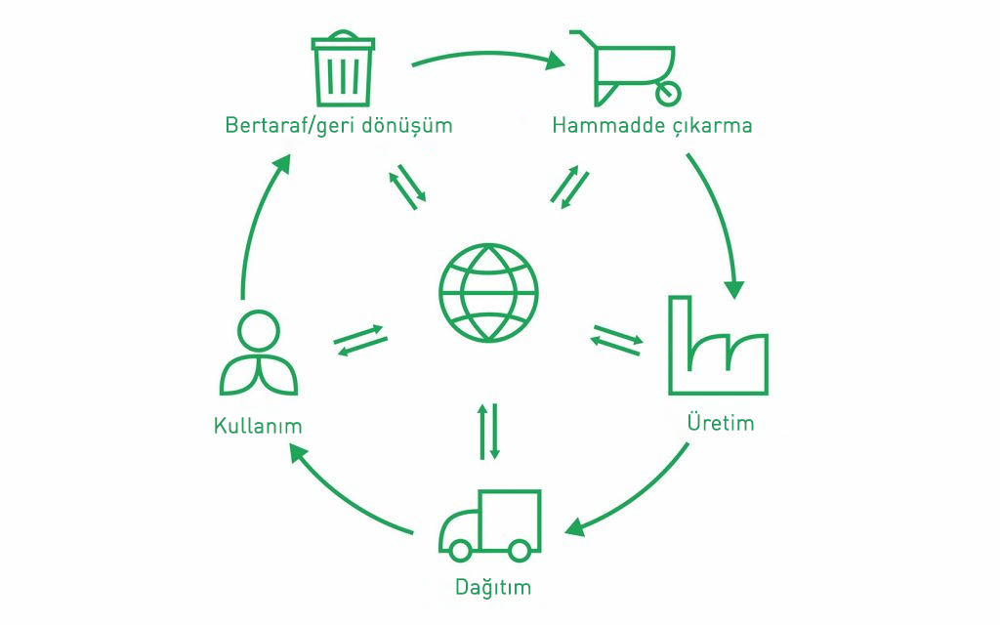 Bertaraf/geri dönüşüm
Hammadde çıkarma
Kullanım
Üretim
Dağıtım